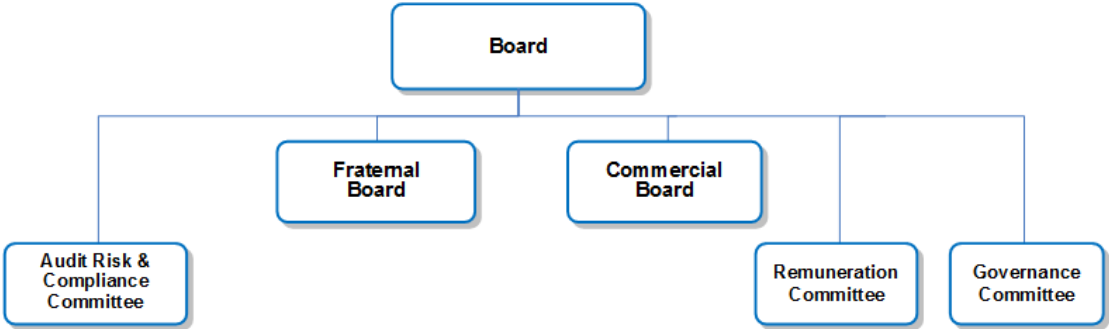 Board
Fraternal
Board
Commercial
Board
Audit Risk &
Compliance
Committee
Remuneration
Committee
Governance
Committee